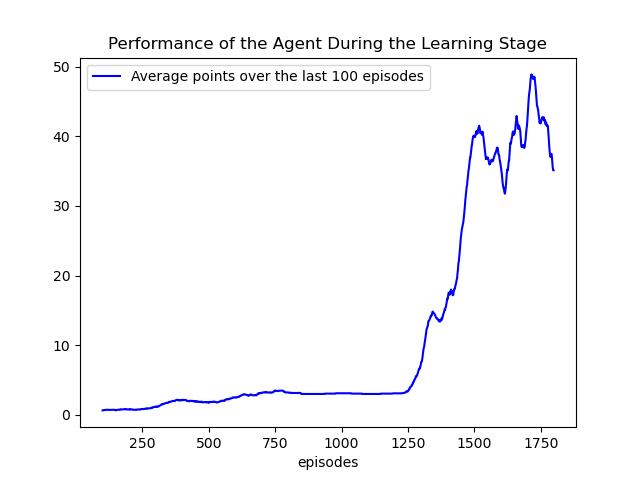 Performance of the Agent During the Learning Stage
Average points over the last 100 episodes
50
40
30
20
10
0
250 500 750 1000 1250 1500 1750
episodes